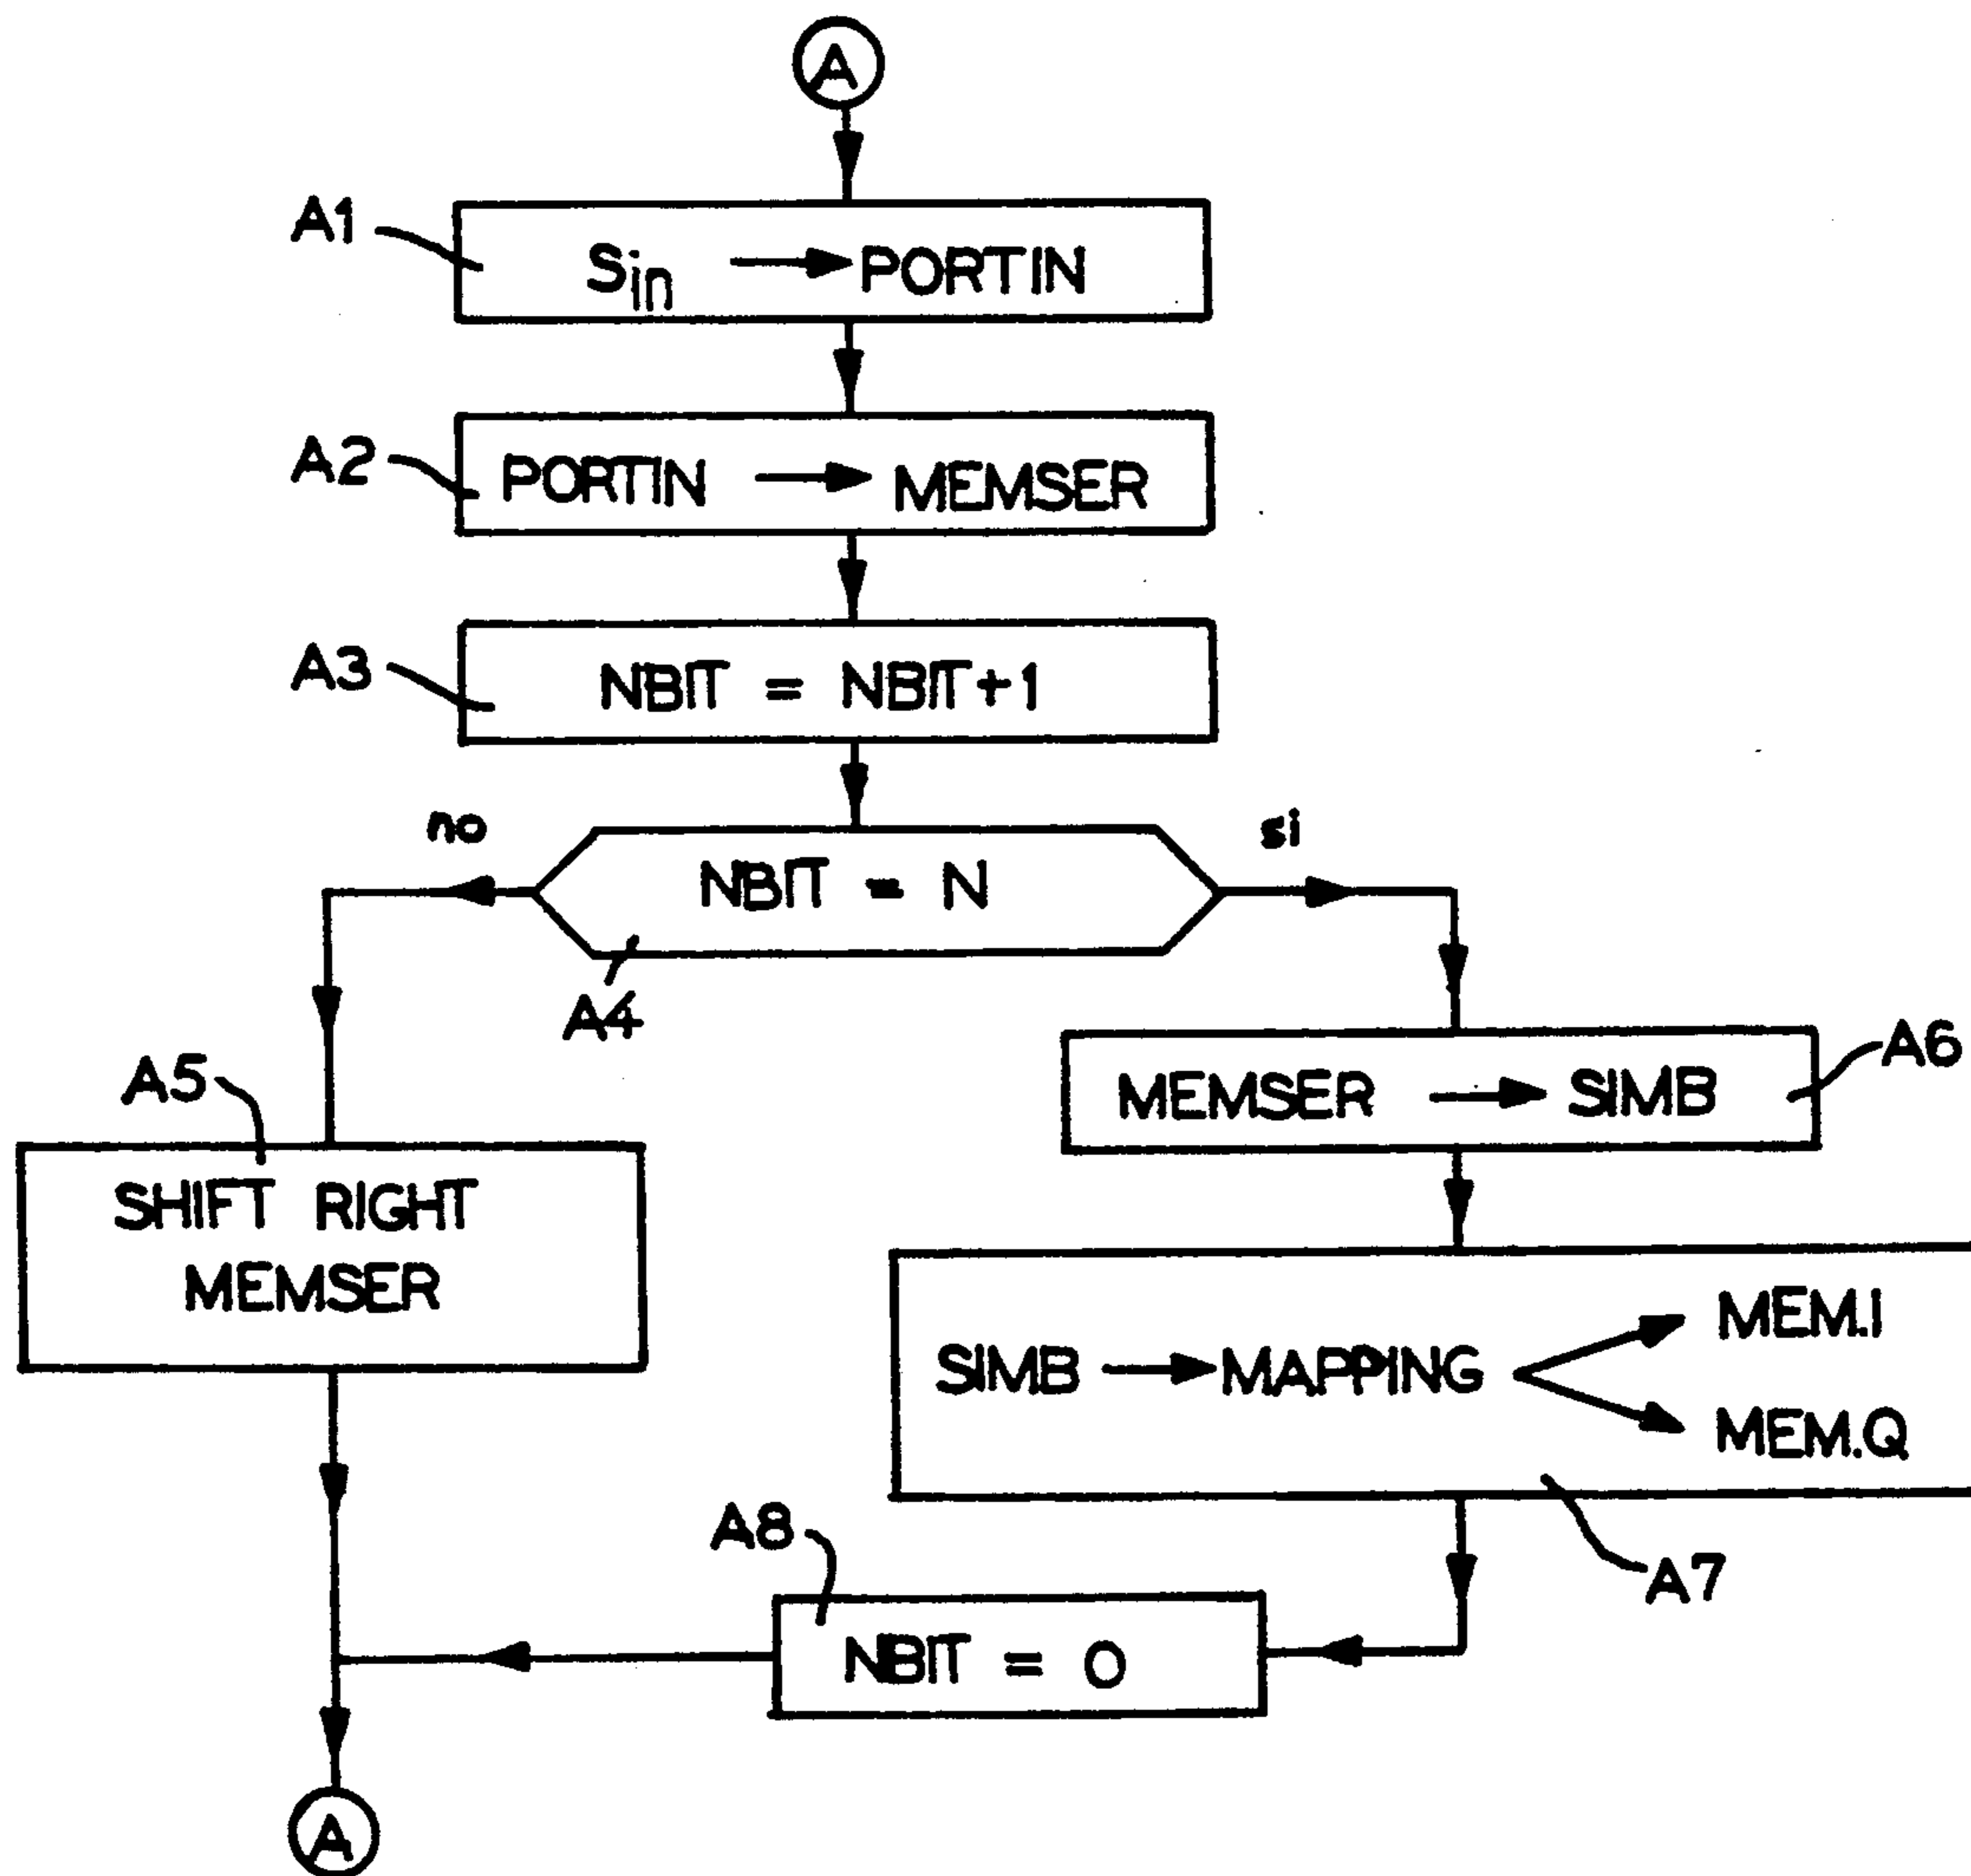 A
A1
Sin → PORTIN
A2
PORTIN → MEMSER
A3
NBIT = NBIT+1
no
si
NBIT = N
A4
A5
A6
MEMSER → SIMB
SHIFT RIGHT
MEMSER
MEM.I
SIMB → MAPPING
MEM.Q
A8
A7
NBIT = 0
A